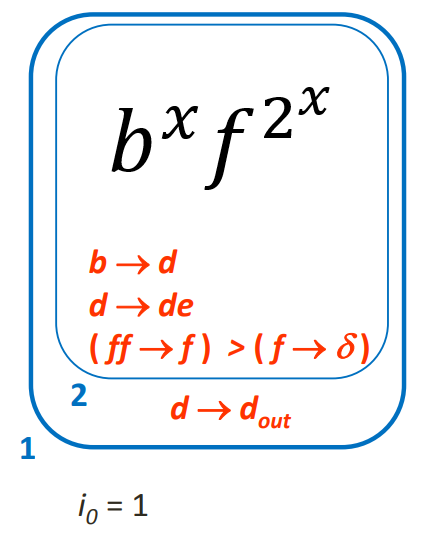 b^x f^{2^x}
b → d
d → de
( ff → f ) > ( f → δ )
2
d → d_out
1
i_0 = 1